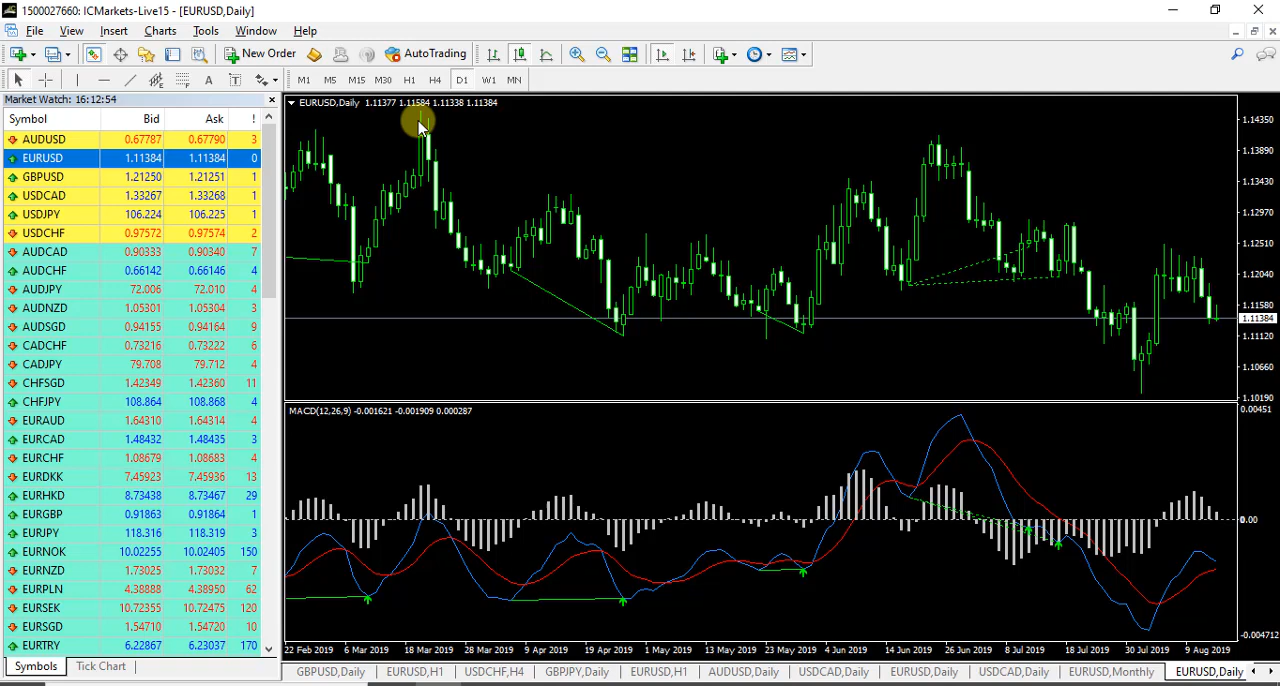 1500027660: ICMarkets-Live15 - [EURUSD,Daily]
File View Insert Charts Tools Window Help
New Order AutoTrading
A T M1 M5 M15 M30 H1 H4 D1 W1 MN
Market Watch: 16:12:54
Symbol Bid Ask !
AUDUSD 0.67787 0.67790 3
EURUSD 1.11384 1.11384 0
GBPUSD 1.21250 1.21251 1
USDCAD 1.33267 1.33268 1
USDJPY 106.224 106.225 1
USDCHF 0.97572 0.97574 2
AUDCAD 0.90333 0.90340 7
AUDCHF 0.66142 0.66146 4
AUDJPY 72.006 72.010 4
AUDNZD 1.05301 1.05304 3
AUDSGD 0.94155 0.94164 9
CADCHF 0.73216 0.73222 6
CADJPY 79.708 79.712 4
CHFSGD 1.42349 1.42360 11
CHFJPY 108.864 108.868 4
EURAUD 1.64310 1.64314 4
EURCAD 1.48432 1.48435 3
EURCHF 1.08679 1.08683 4
EURDKK 7.45923 7.45936 13
EURHKD 8.73438 8.73467 29
EURGBP 0.91863 0.91864 1
EURJPY 118.316 118.319 3
EURNOK 10.02255 10.02405 150
EURNZD 1.73025 1.73032 7
EURPLN 4.38888 4.38950 62
EURSEK 10.72355 10.72475 120
EURSGD 1.54710 1.54720 10
EURTRY 6.22867 6.23037 170
Symbols Tick Chart
EURUSD,Daily 1.11377 1.11584 1.11338 1.11384
1.14350
1.13890
1.13430
1.12970
1.12510
1.12040
1.11580
1.11384
1.11120
1.10660
1.10190
MACD(12,26,9) -0.001621 -0.001909 0.000287
0.00451
0.00
-0.004712
22 Feb 2019 6 Mar 2019 18 Mar 2019 28 Mar 2019 9 Apr 2019 19 Apr 2019 1 May 2019 13 May 2019 23 May 2019 4 Jun 2019 14 Jun 2019 26 Jun 2019 8 Jul 2019 18 Jul 2019 30 Jul 2019 9 Aug 2019
GBPUSD,Daily EURUSD,H1 USDCHF,H4 GBPJPY,Daily EURUSD,H1 AUDUSD,Daily USDCAD,Daily EURUSD,Daily USDCAD,Daily EURUSD,Monthly EURUSD,Daily